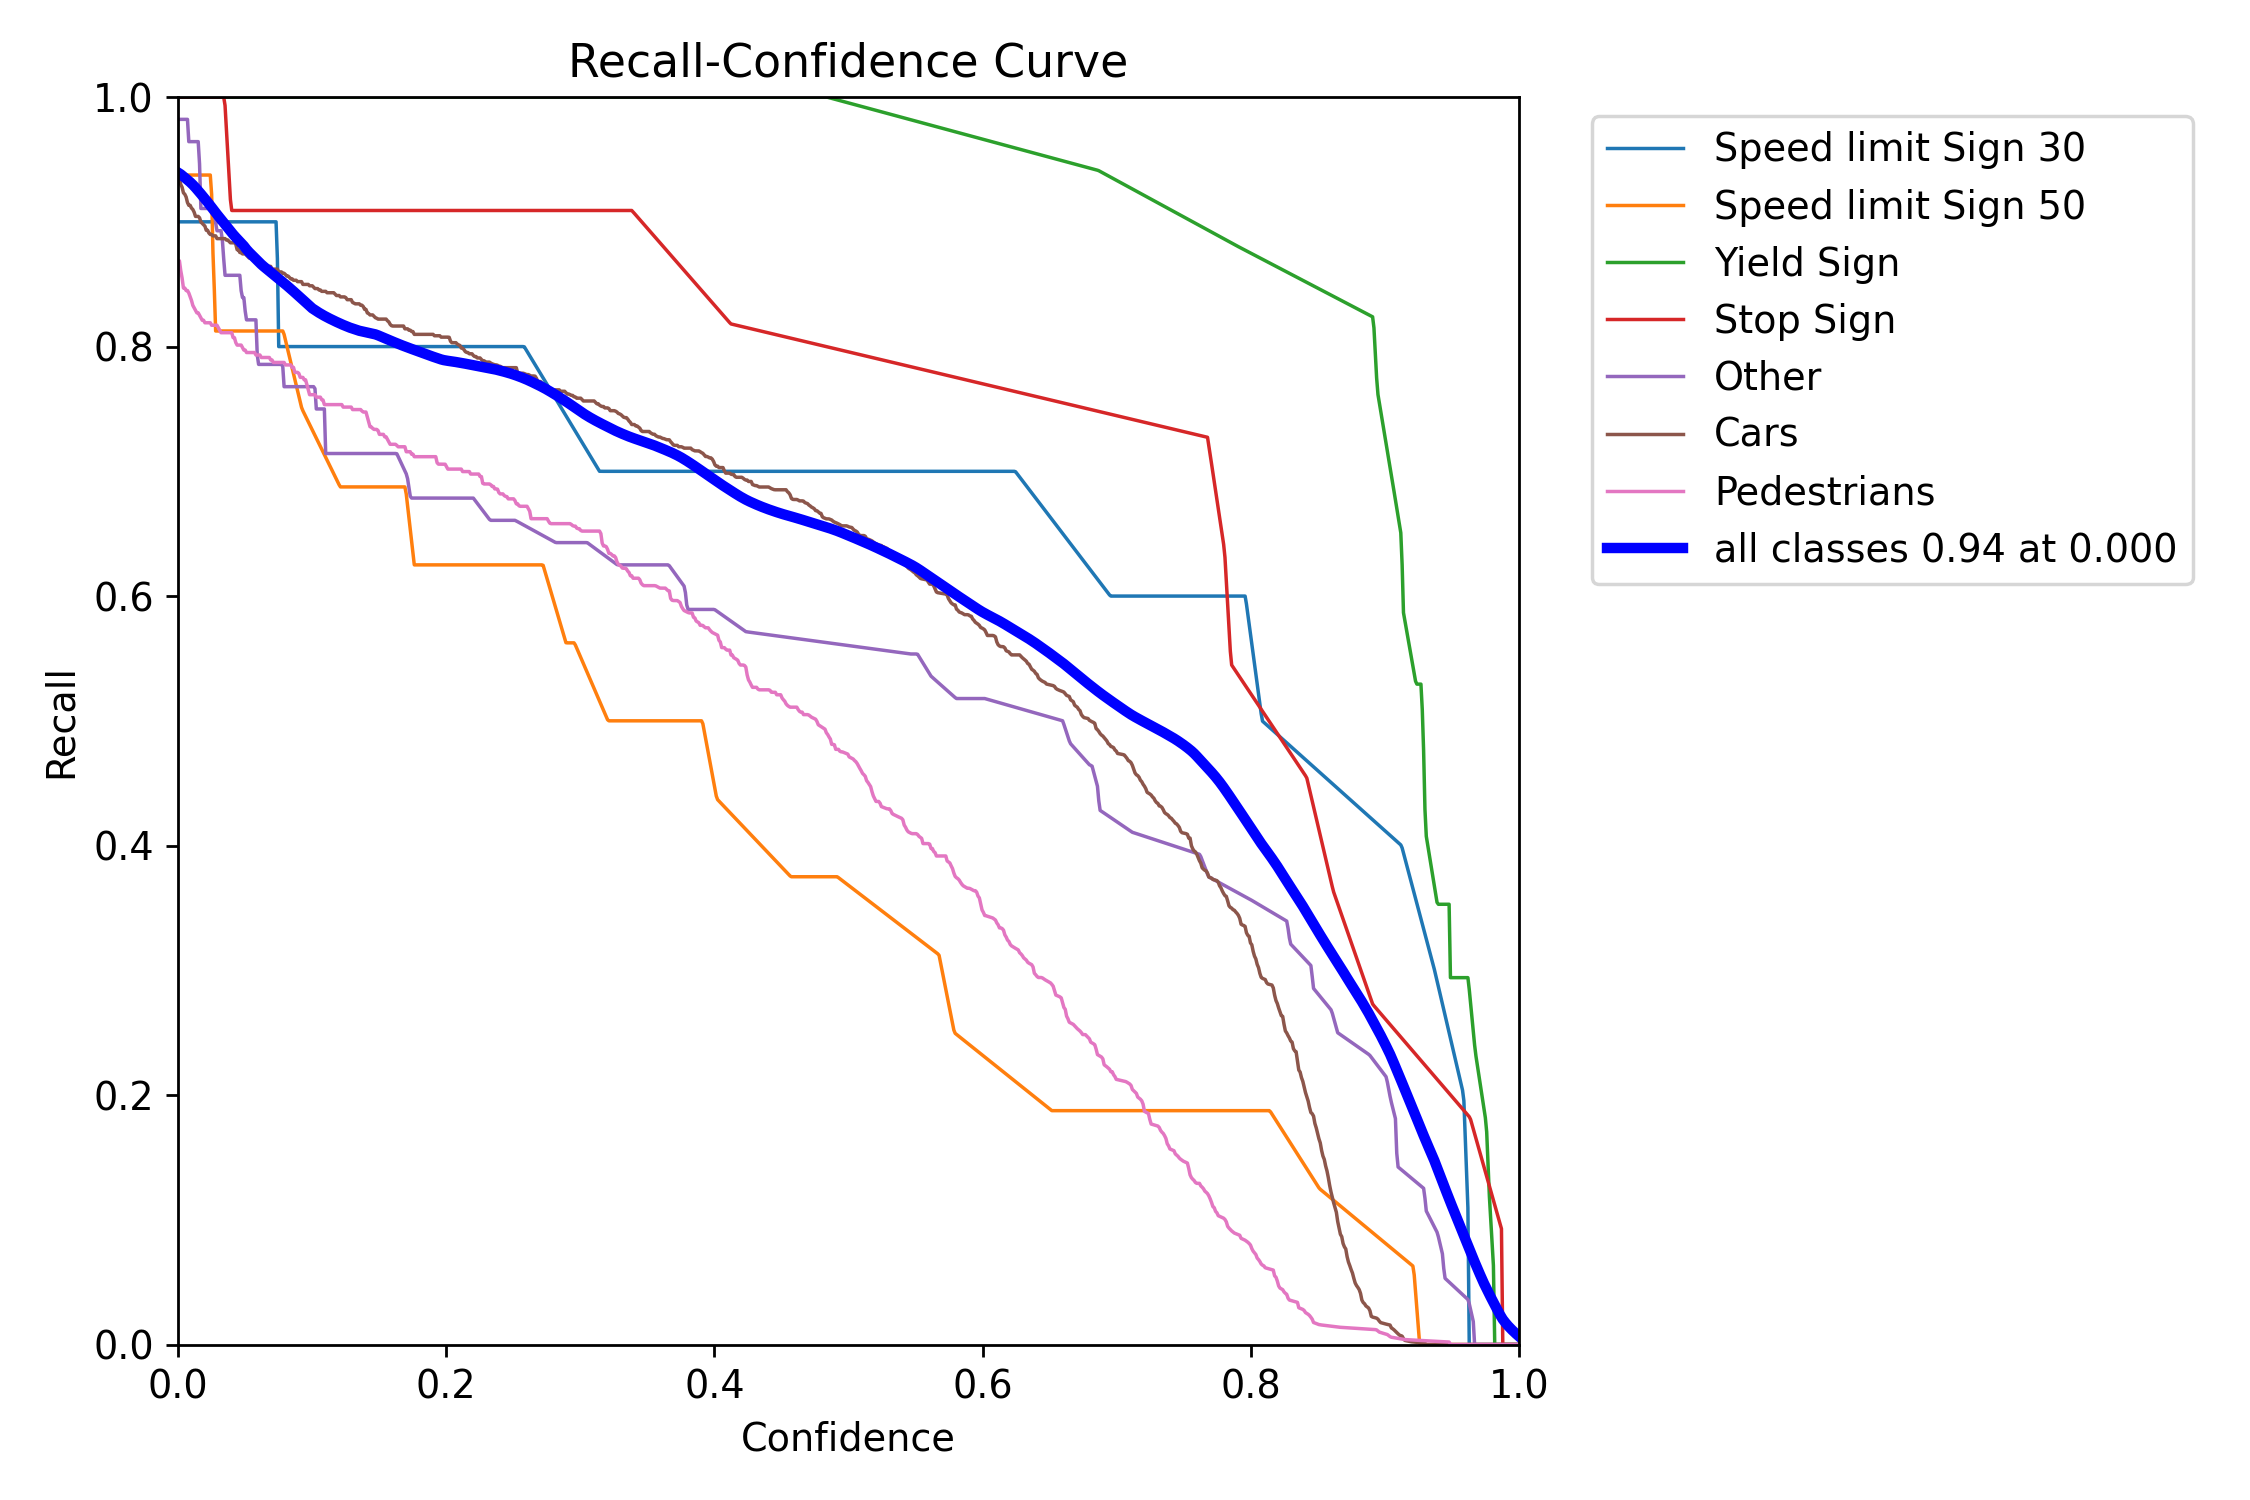 Recall-Confidence Curve
1.0
0.8
0.6
0.4
0.2
0.0
Recall
0.0 0.2 0.4 0.6 0.8 1.0
Confidence
Speed limit Sign 30
Speed limit Sign 50
Yield Sign
Stop Sign
Other
Cars
Pedestrians
all classes 0.94 at 0.000